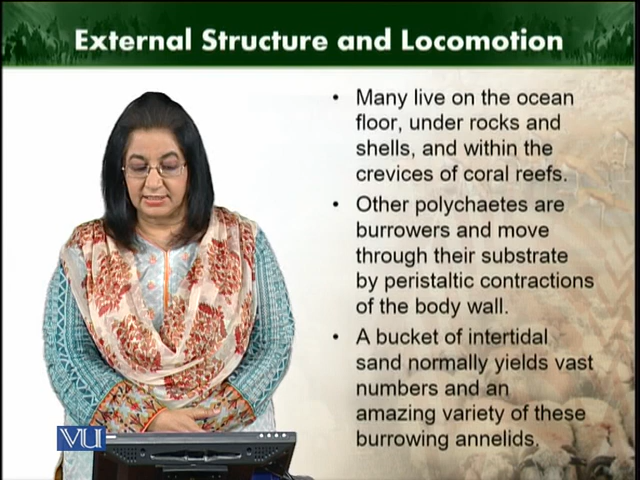 External Structure and Locomotion
• Many live on the ocean
floor, under rocks and
shells, and within the
crevices of coral reefs.
• Other polychaetes are
burrowers and move
through their substrate
by peristaltic contractions
of the body wall.
• A bucket of intertidal
sand normally yields vast
numbers and an
amazing variety of these
burrowing annelids.
VU